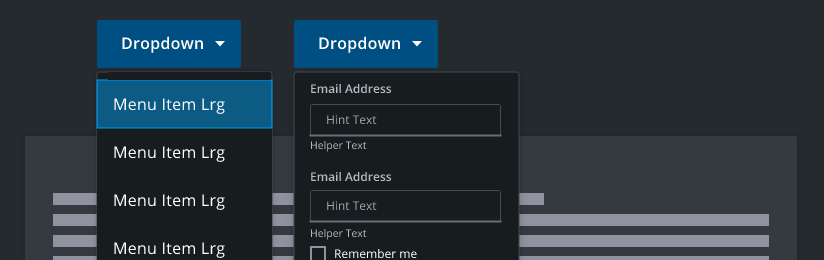 Dropdown
Menu Item Lrg
Menu Item Lrg
Menu Item Lrg
Menu Item Lrg
Dropdown
Email Address
Hint Text
Helper Text
Email Address
Hint Text
Helper Text
Remember me